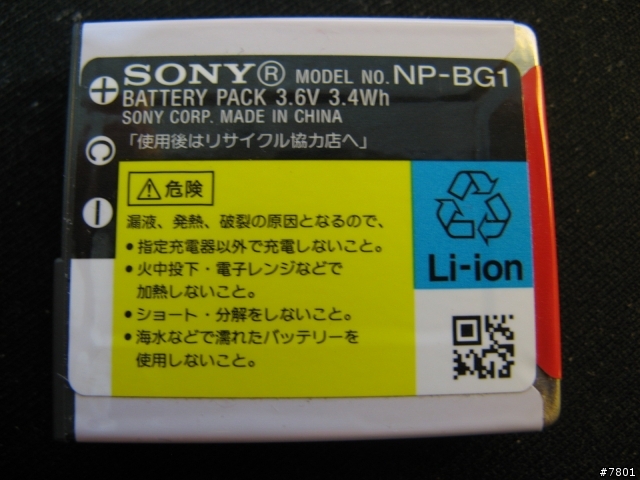 SONY® MODEL NO. NP-BG1
BATTERY PACK 3.6V 3.4Wh
SONY CORP. MADE IN CHINA
「使用後はリサイクル協力店へ」
危険
漏液、発熱、破裂の原因となるので、
•指定充電器以外で充電しないこと。
•火中投下・電子レンジなどで
加熱しないこと。
•ショート・分解をしないこと。
•海水などで濡れたバッテリーを
使用しないこと。
Li-ion
#7801